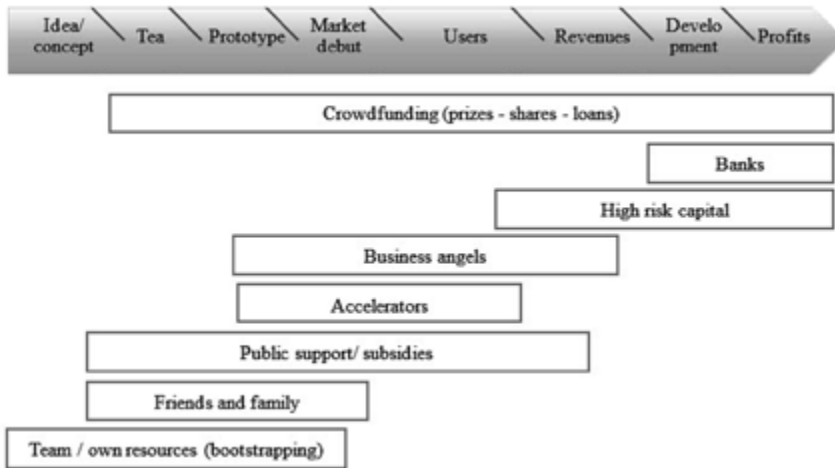 Idea/
concept
Tea
Prototype
Market
debut
Users
Revenues
Develo
pment
Profits
Crowdfunding (prizes - shares - loans)
Banks
High risk capital
Business angels
Accelerators
Public support/ subsidies
Friends and family
Team / own resources (bootstrapping)